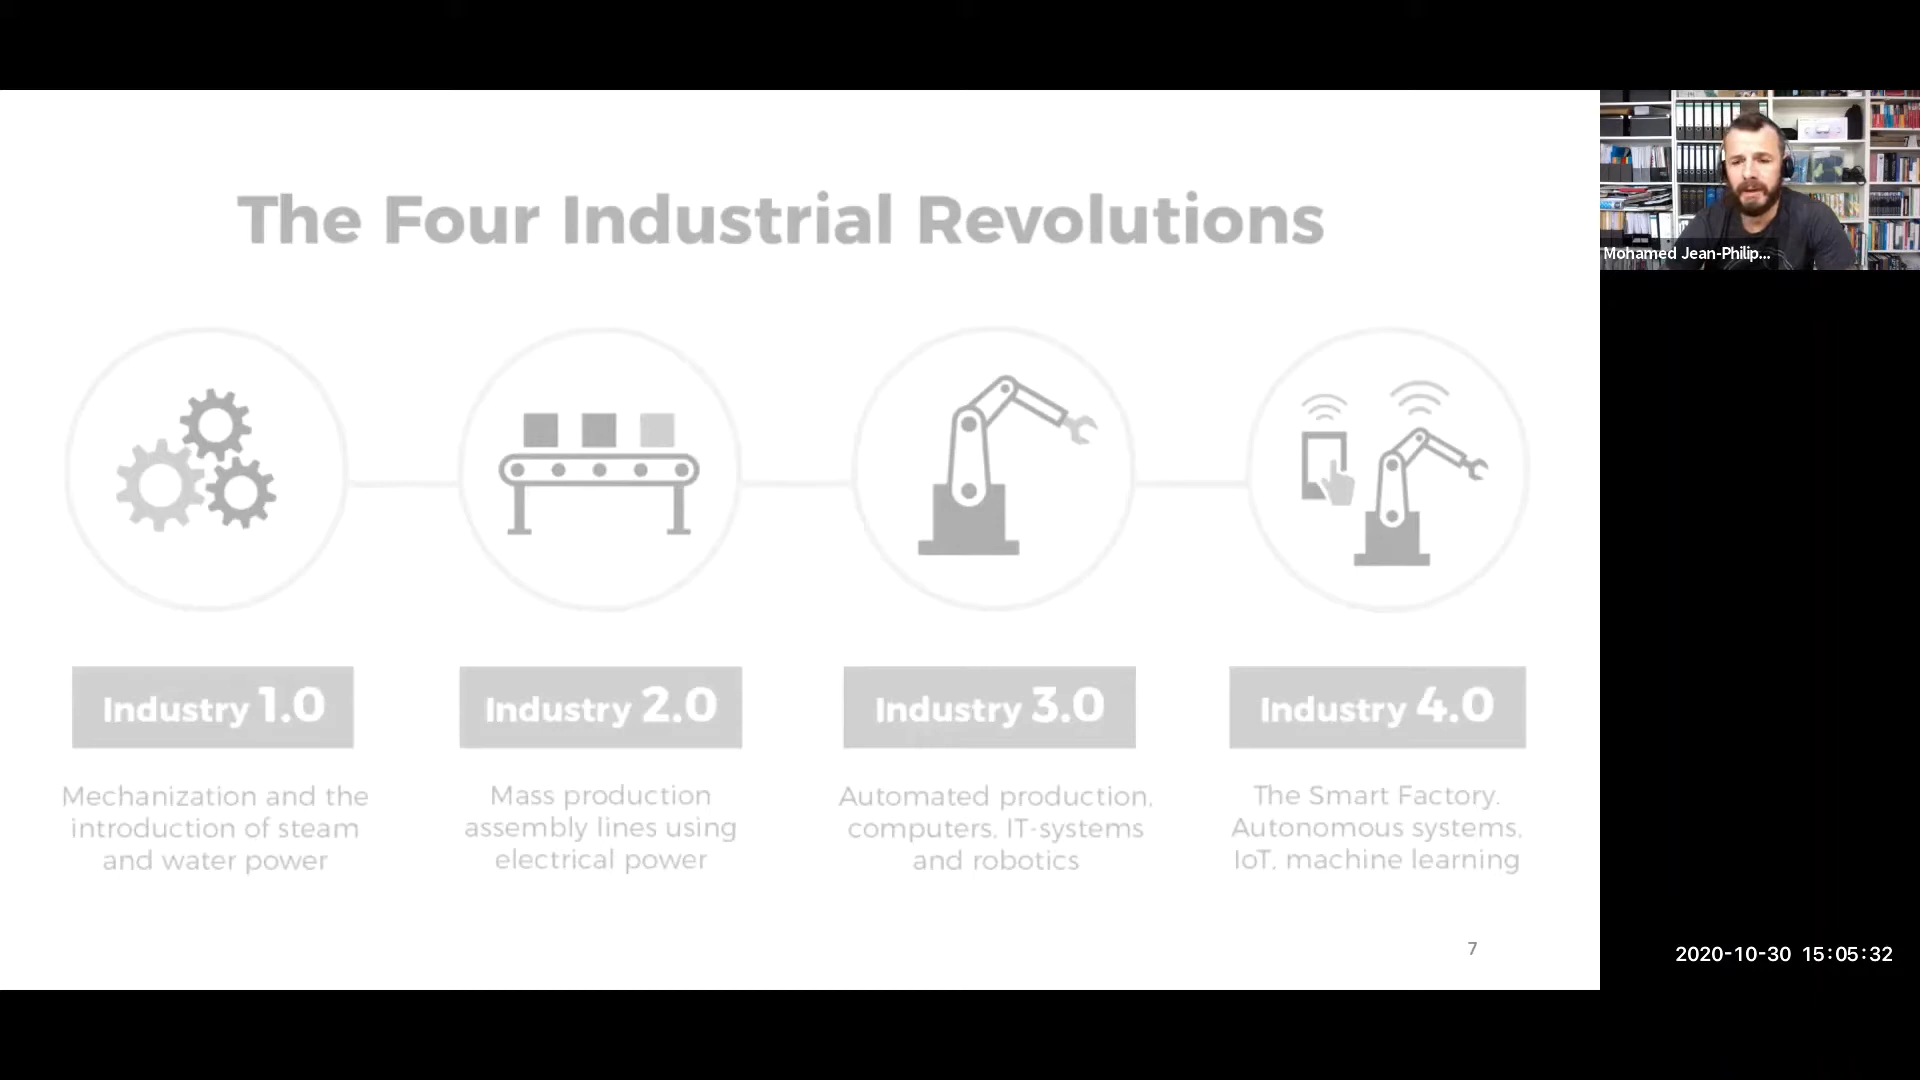 The Four Industrial Revolutions
Industry 1.0
Mechanization and the
introduction of steam
and water power
Industry 2.0
Mass production
assembly lines using
electrical power
Industry 3.0
Automated production,
computers, IT-systems
and robotics
Industry 4.0
The Smart Factory.
Autonomous systems,
IoT, machine learning
7
Mohamed Jean-Philip...
2020-10-30 15:05:32